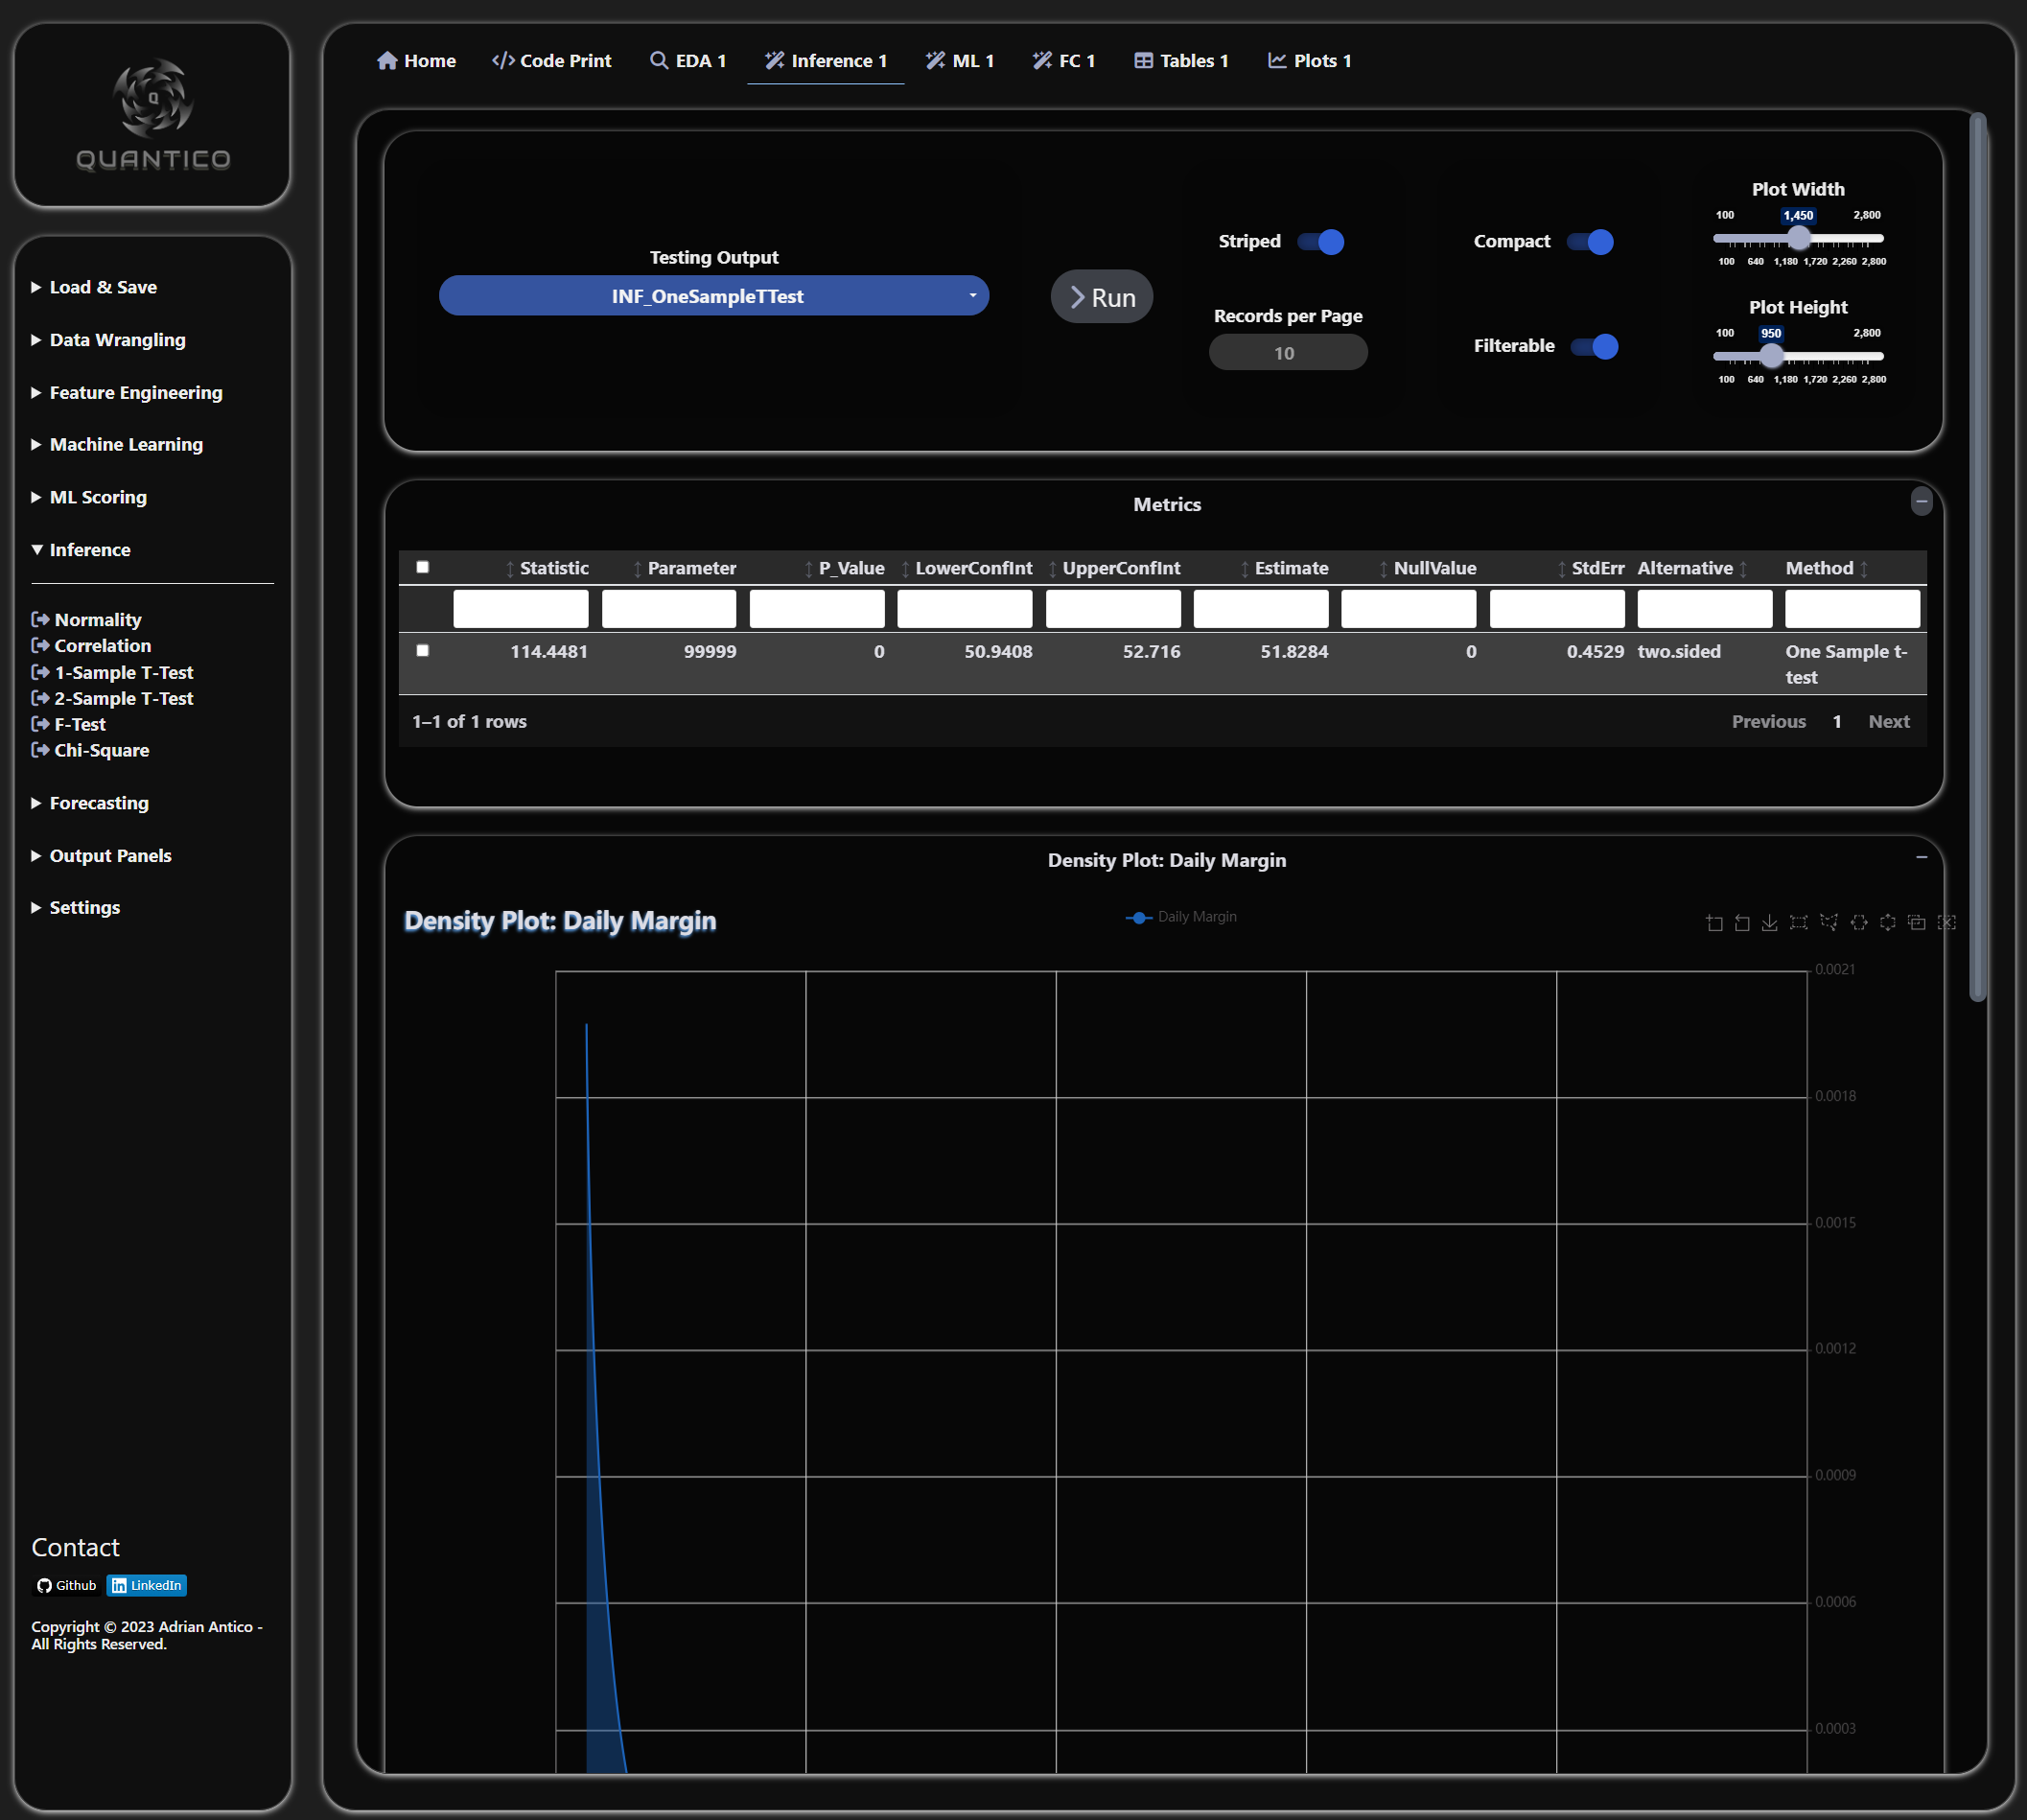 QUANTICO
Load & Save
Data Wrangling
Feature Engineering
Machine Learning
ML Scoring
Inference
Normality
Correlation
1-Sample T-Test
2-Sample T-Test
F-Test
Chi-Square
Forecasting
Output Panels
Settings
Contact
Github LinkedIn
Copyright © 2023 Adrian Antico -
All Rights Reserved.
Home Code Print EDA 1 Inference 1 ML 1 FC 1 Tables 1 Plots 1
Testing Output
INF_OneSampleTTest
Run
Striped
Records per Page
10
Compact
Filterable
Plot Width
100 1,450 2,800
100 640 1,180 1,720 2,260 2,800
Plot Height
100 950 2,800
100 640 1,180 1,720 2,260 2,800
Metrics
Statistic Parameter P_Value LowerConfInt UpperConfInt Estimate NullValue StdErr Alternative Method
114.4481 99999 0 50.9408 52.716 51.8284 0 0.4529 two.sided One Sample t-
test
1–1 of 1 rows Previous 1 Next
Density Plot: Daily Margin
Density Plot: Daily Margin
Daily Margin
0.0021
0.0018
0.0015
0.0012
0.0009
0.0006
0.0003